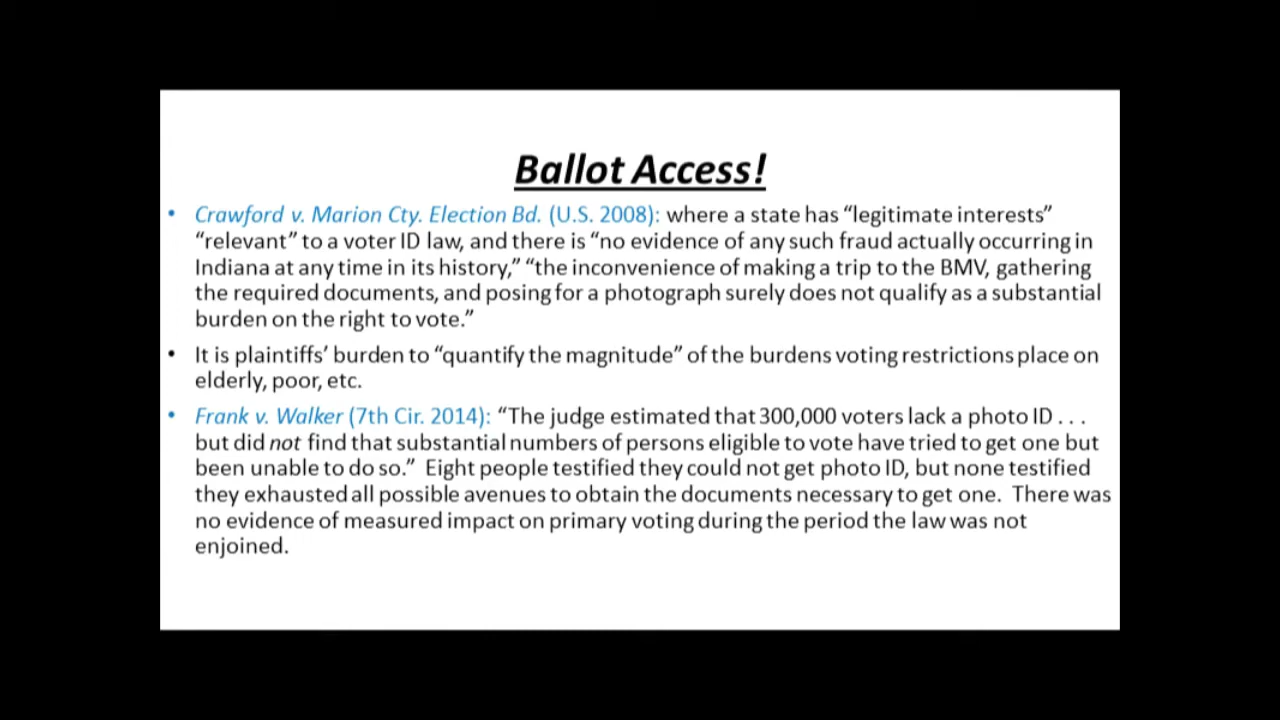 Ballot Access!
• Crawford v. Marion Cty. Election Bd. (U.S. 2008): where a state has “legitimate interests”
“relevant” to a voter ID law, and there is “no evidence of any such fraud actually occurring in
Indiana at any time in its history,” “the inconvenience of making a trip to the BMV, gathering
the required documents, and posing for a photograph surely does not qualify as a substantial
burden on the right to vote.”
• It is plaintiffs’ burden to “quantify the magnitude” of the burdens voting restrictions place on
elderly, poor, etc.
• Frank v. Walker (7th Cir. 2014): “The judge estimated that 300,000 voters lack a photo ID . . .
but did not find that substantial numbers of persons eligible to vote have tried to get one but
been unable to do so.”  Eight people testified they could not get photo ID, but none testified
they exhausted all possible avenues to obtain the documents necessary to get one.  There was
no evidence of measured impact on primary voting during the period the law was not
enjoined.